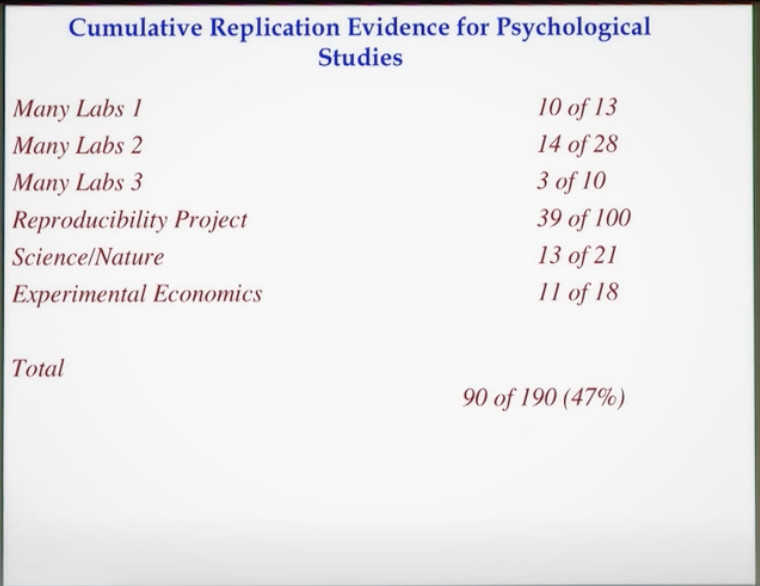 Cumulative Replication Evidence for Psychological
Studies
Many Labs 1 10 of 13
Many Labs 2 14 of 28
Many Labs 3 3 of 10
Reproducibility Project 39 of 100
Science/Nature 13 of 21
Experimental Economics 11 of 18
Total
90 of 190 (47%)